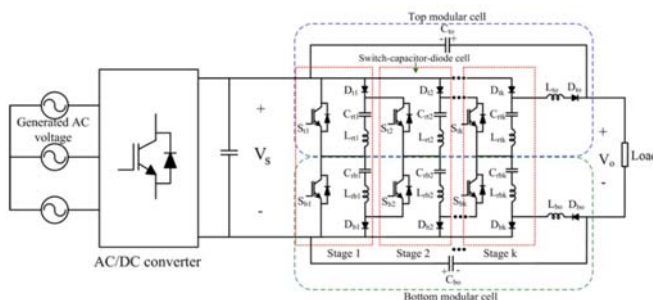 Top modular cell
C_to
- +
Switch-capacitor-diode cell
D_t1 D_t2 D_tk
L_to D_to
Generated AC
voltage
S_t1 C_rt1 S_t2 C_rt2 S_tk C_rtk
L_rt1 L_rt2 L_rtk
+
V_s
-
+
V_o
-
Load
C_rb1 C_rb2 C_rbk
S_b1 L_rb1 S_b2 L_rb2 S_bk L_rbk
L_bo D_bo
D_b1 D_b2 D_bk
Stage 1 Stage 2 Stage k
AC/DC converter
+ -
C_bo
Bottom modular cell